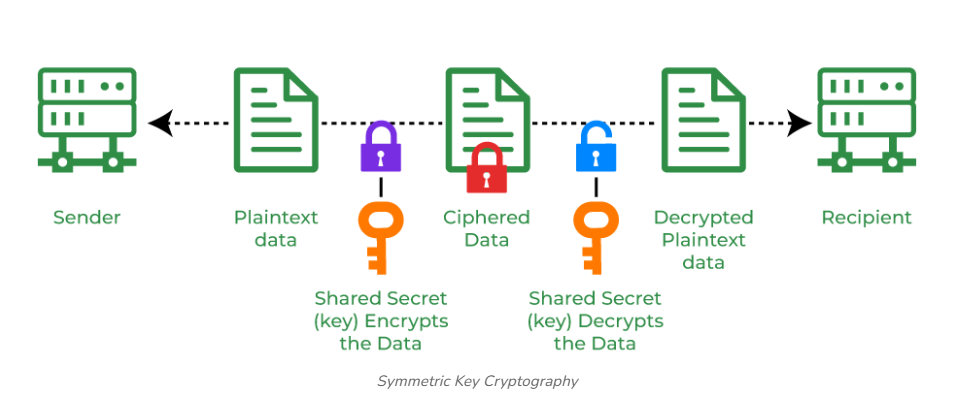 Sender
Plaintext
data
Ciphered
Data
Decrypted
Plaintext
data
Recipient
Shared Secret
(key) Encrypts
the Data
Shared Secret
(key) Decrypts
the Data
Symmetric Key Cryptography